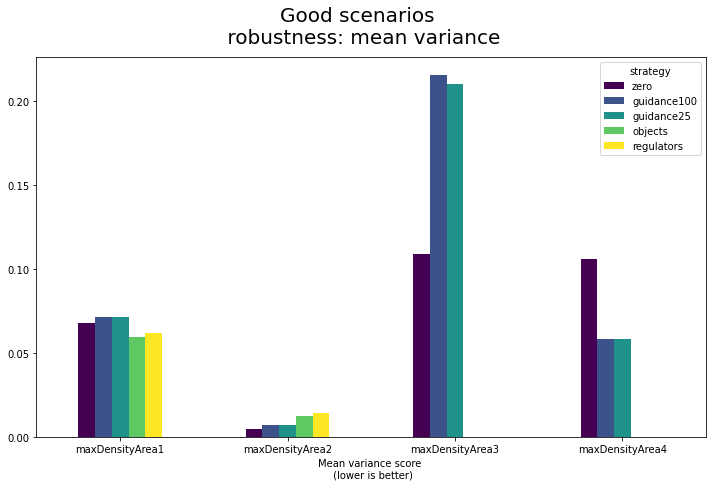 Good scenarios
robustness: mean variance
strategy
zero
guidance100
guidance25
objects
regulators
0.20
0.15
0.10
0.05
0.00
maxDensityArea1
maxDensityArea2
maxDensityArea3
maxDensityArea4
Mean variance score
(lower is better)